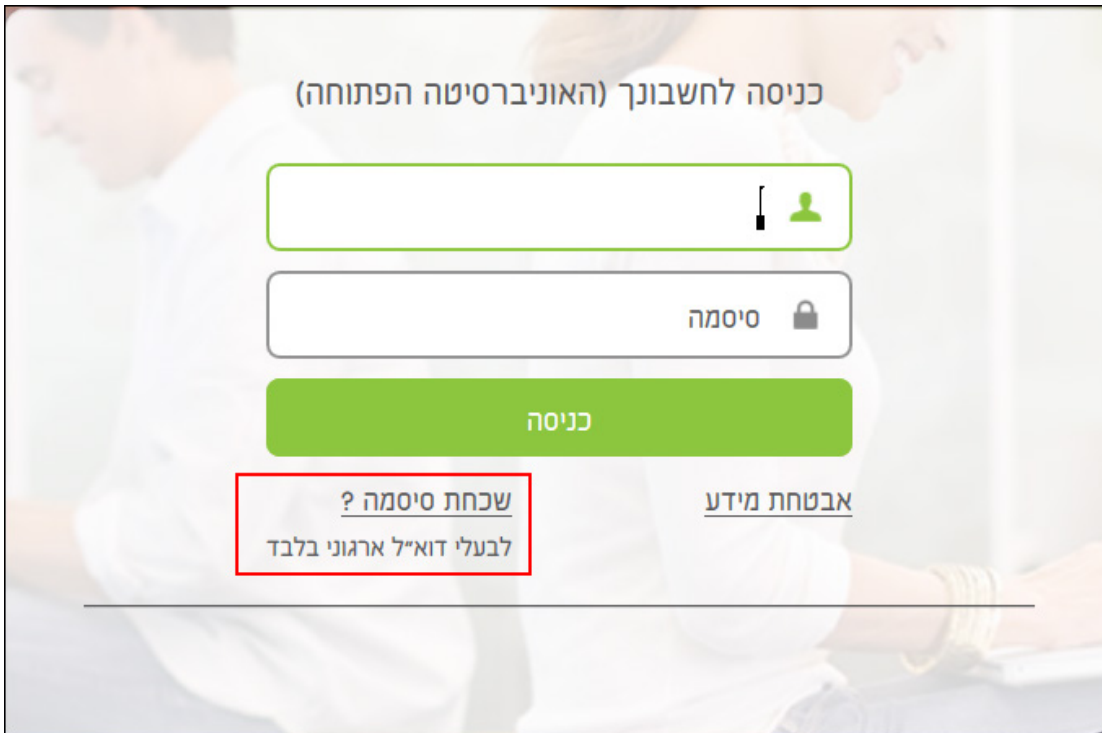 כניסה לחשבונך (האוניברסיטה הפתוחה)
סיסמה
כניסה
אבטחת מידע
שכחת סיסמה ?
לבעלי דוא״ל ארגוני בלבד